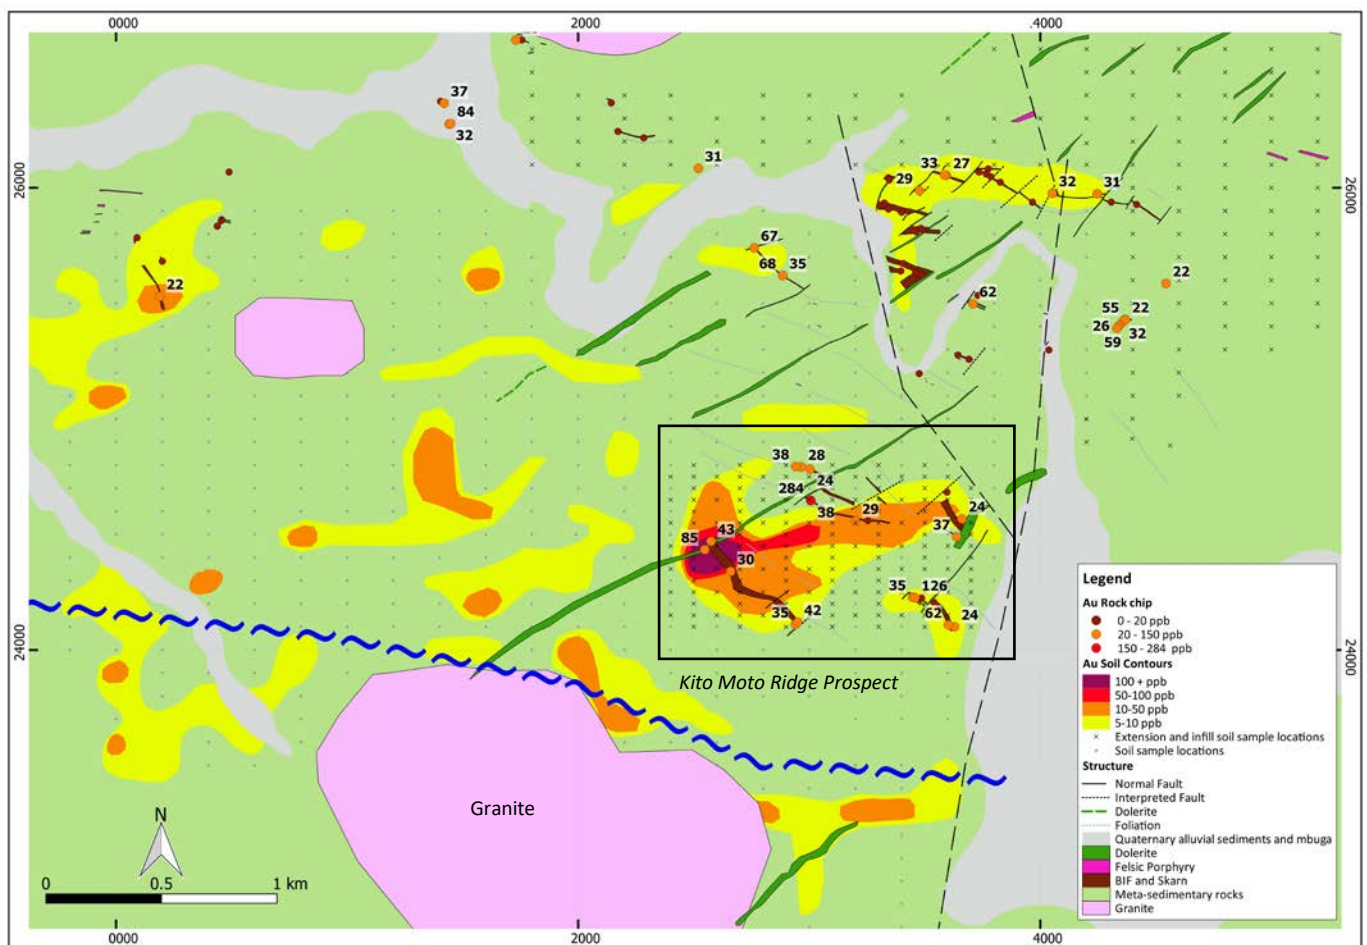 0000
2000
.4000
37
84
32
31
33
27
29
32
31
26000
26000
67
68
35
22
62
22
55
22
26
32
59
38
28
24
284
38
29
24
37
85
43
30
35
126
35
42
62
24
24000
24000
Kito Moto Ridge Prospect
Granite
N
0
0.5
1 km
0000
2000
4000
Legend
Au Rock chip
0 - 20 ppb
20 - 150 ppb
150 - 284 ppb
Au Soil Contours
100 + ppb
50-100 ppb
10-50 ppb
5-10 ppb
Extension and infill soil sample locations
Soil sample locations
Structure
Normal Fault
Interpreted Fault
Dolerite
Foliation
Quaternary alluvial sediments and mbuga
Dolerite
Felsic Porphyry
BIF and Skarn
Meta-sedimentary rocks
Granite